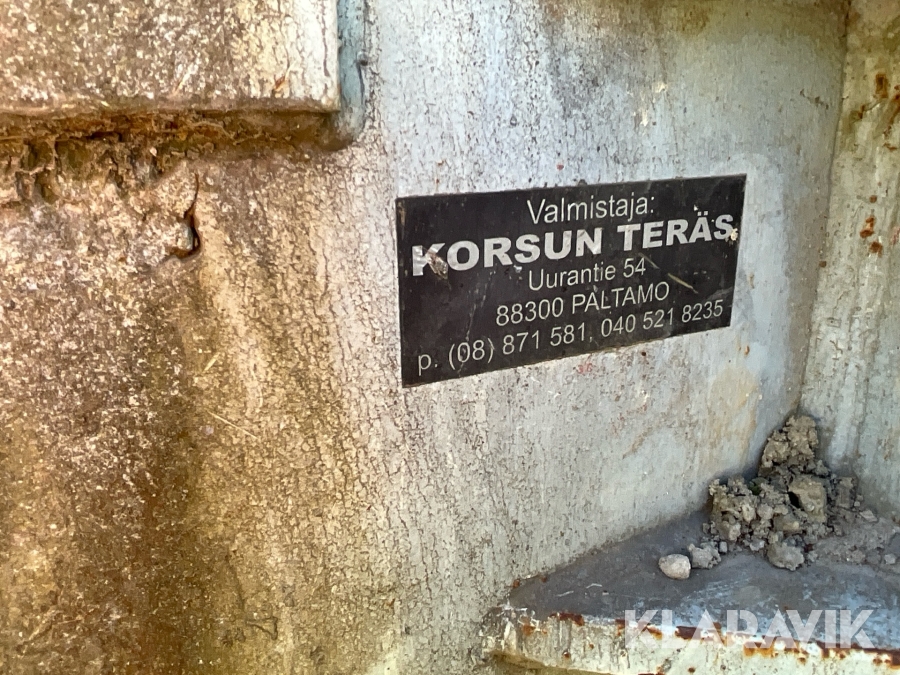 Valmistaja:
KORSUN TERÄS
Uurantie 54
88300 PALTAMO
p. (08) 871 581, 040 521 8235
KLARAVIK